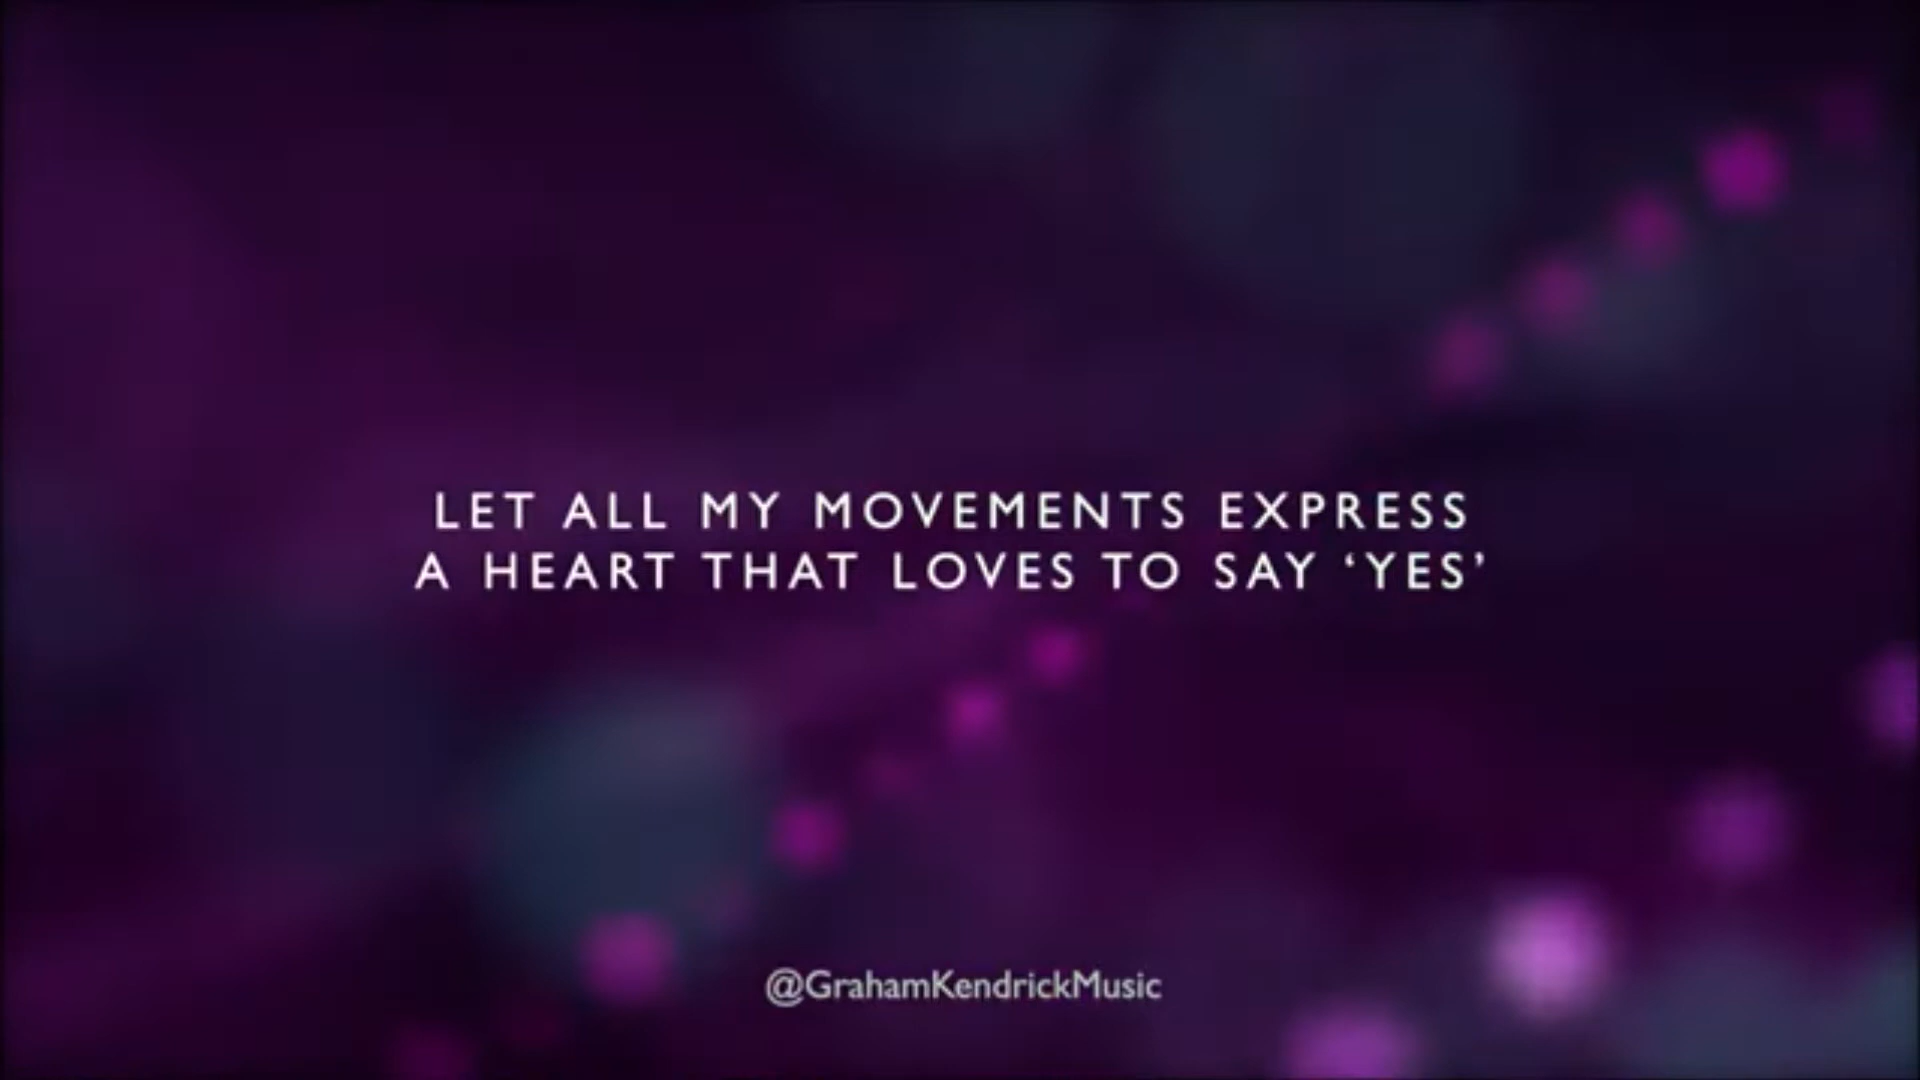 LET ALL MY MOVEMENTS EXPRESS
A HEART THAT LOVES TO SAY ‘YES’
@GrahamKendrickMusic